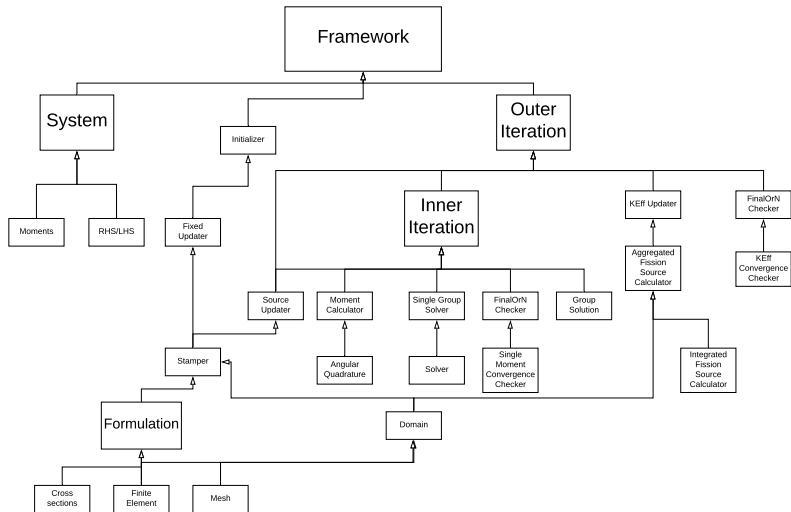 Framework
System
Outer
Iteration
Initializer
Inner
Iteration
KEff Updater
FinalOrN
Checker
Moments
RHS/LHS
Fixed
Updater
Aggregated
Fission
Source
Calculator
KEff
Convergence
Checker
Source
Updater
Moment
Calculator
Single Group
Solver
FinalOrN
Checker
Group
Solution
Stamper
Angular
Quadrature
Solver
Single
Moment
Convergence
Checker
Integrated
Fission
Source
Calculator
Formulation
Domain
Cross
sections
Finite
Element
Mesh